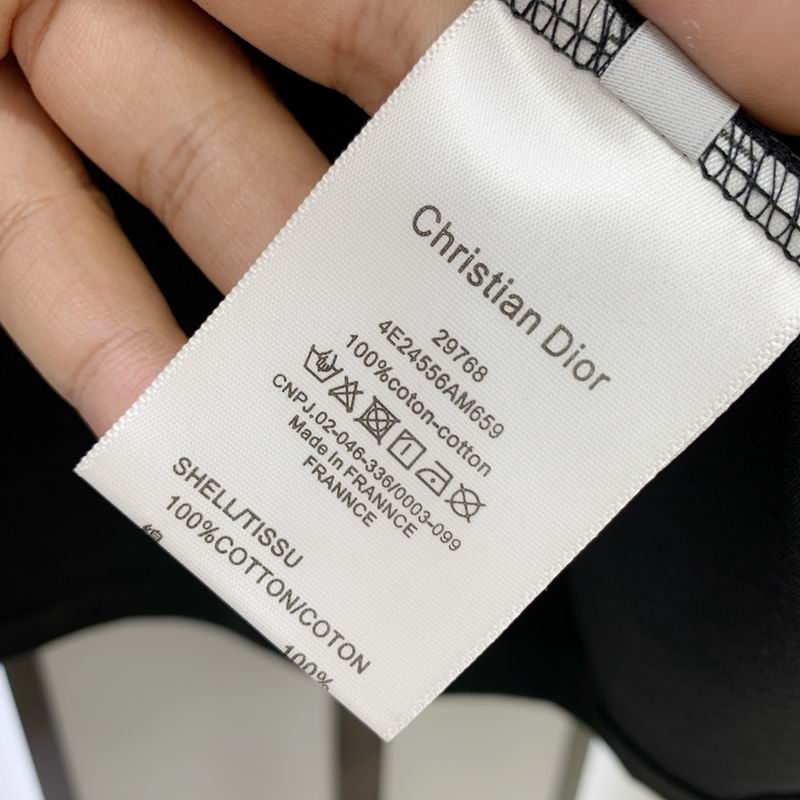 Christian Dior
29768
4E24556AM659
100%coton-cotton
CNPJ.02-046-336/0003-099
Made In FRANNCE
FRANNCE
SHELL/TISSU
100%COTTON/COTON
100%